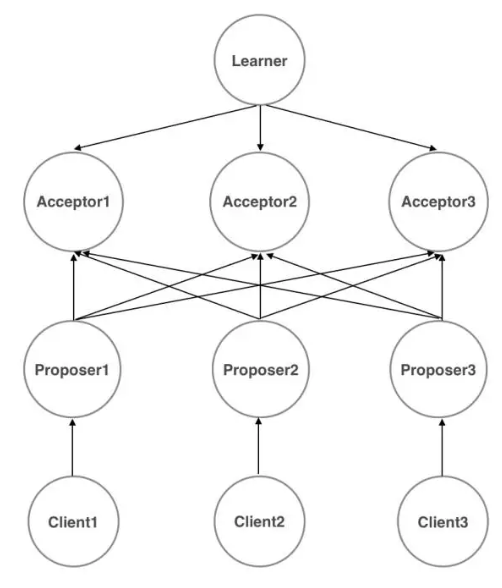 Learner
Acceptor1
Acceptor2
Acceptor3
Proposer1
Proposer2
Proposer3
Client1
Client2
Client3